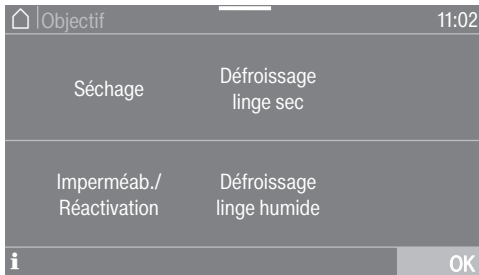 Objectif
11:02
Séchage
Défroissage
linge sec
Imperméab./
Réactivation
Défroissage
linge humide
i
OK